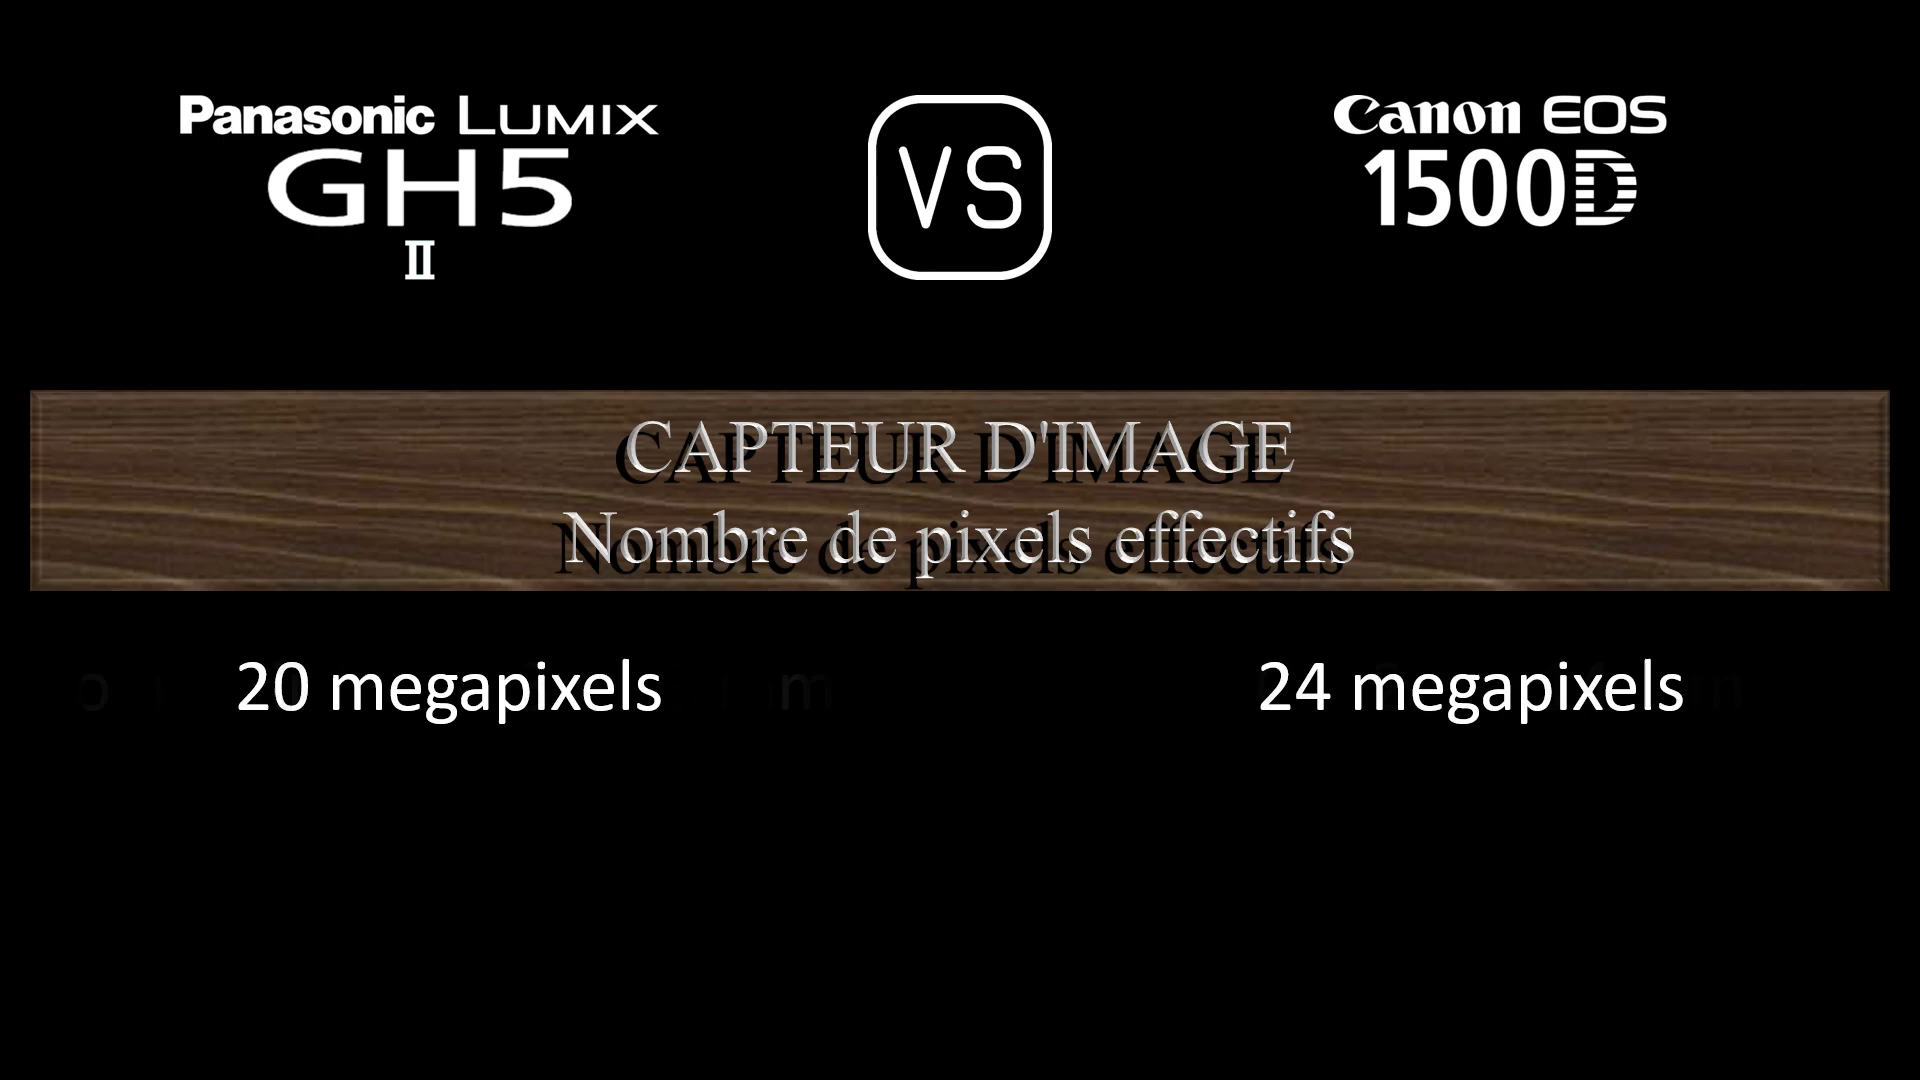 Panasonic LUMIX
GH5
II
VS
Canon EOS
1500D
CAPTEUR D'IMAGE
Nombre de pixels effectifs
20 megapixels
24 megapixels